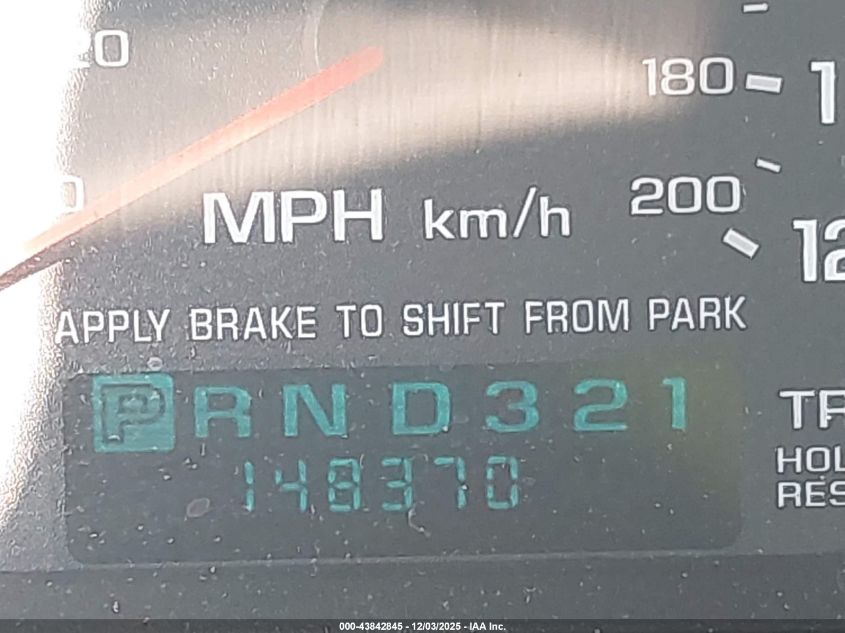 20
180
1
0
MPH km/h
200
12
APPLY BRAKE TO SHIFT FROM PARK
P R N D 3 2 1
148370
TR
HOL
RES
000-43842845 - 12/03/2025 - IAA Inc.